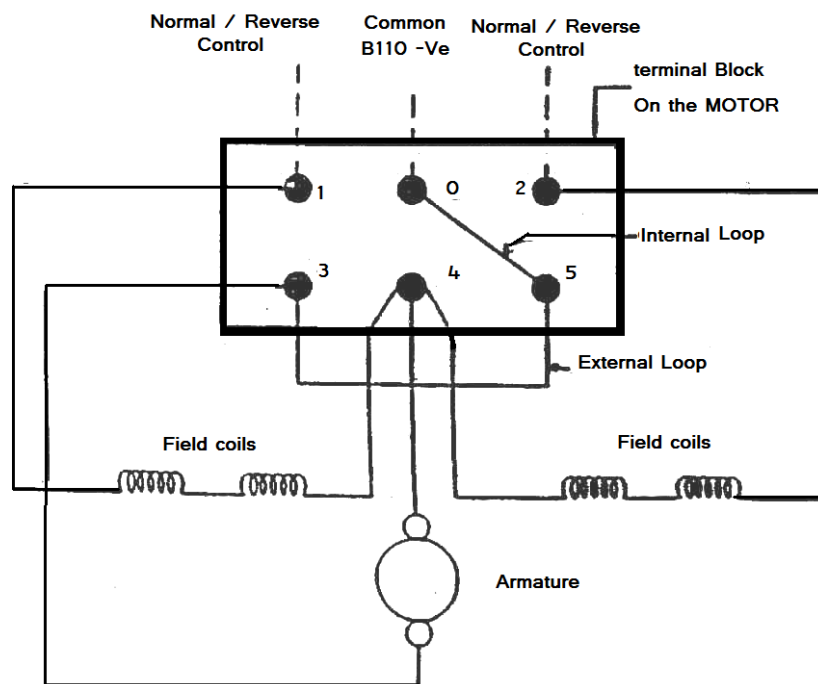 Normal / Reverse
Control
Common
B110 -Ve
Normal / Reverse
Control
terminal Block
On the MOTOR
1
0
2
Internal Loop
3
4
5
External Loop
Field coils
Field coils
Armature